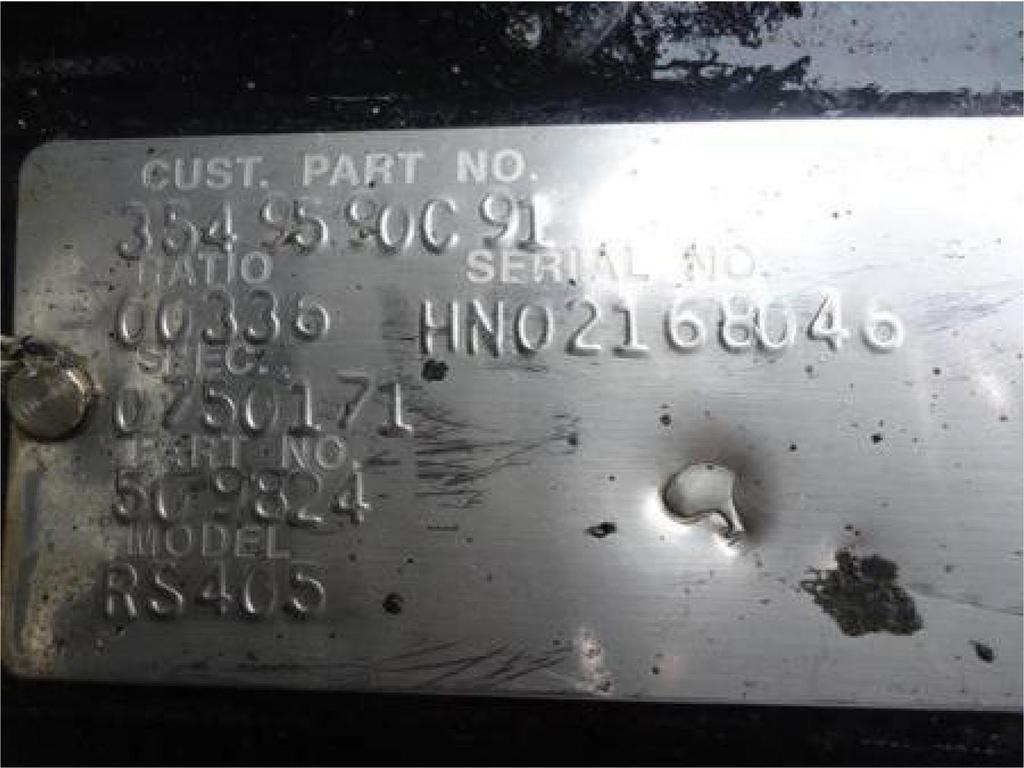 CUST. PART NO.
3549590C91
RATIO SERIAL NO.
00336 HN02168046
SPEC.
0750171
PART NO.
509824
MODEL
RS405